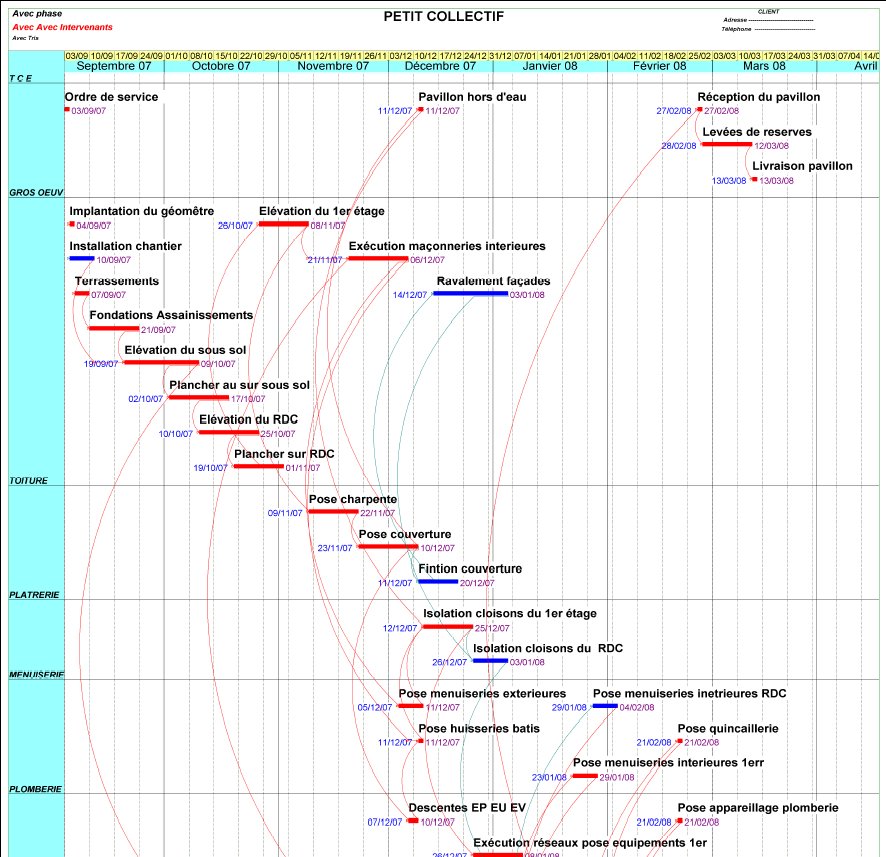 Avec phase
PETIT COLLECTIF
CLIENT
Avec Avec Intervenants
Adresse ------------------------------
Téléphone ----------------------------
Avec Tris
03/09 10/09 17/09 24/09 01/10 08/10 15/10 22/10 29/10 05/11 12/11 19/11 26/11 03/12 10/12 17/12 24/12 31/12 07/01 14/01 21/01 28/01 04/02 11/02 18/02 25/02 03/03 10/03 17/03 24/03 31/03 07/04 14/0
Septembre 07 Octobre 07 Novembre 07 Décembre 07 Janvier 08 Février 08 Mars 08 Avril
T C E
Ordre de service Pavillon hors d'eau Réception du pavillon
03/09/07 11/12/07 11/12/07 27/02/08 27/02/08
Levées de reserves
28/02/08 12/03/08
Livraison pavillon
13/03/08 13/03/08
GROS OEUV
Implantation du géomêtre Elévation du 1er étage
04/09/07 26/10/07 08/11/07
Installation chantier Exécution maçonneries interieures
10/09/07 21/11/07 06/12/07
Terrassements Ravalement façades
07/09/07 14/12/07 03/01/08
Fondations Assainissements
21/09/07
Elévation du sous sol
19/09/07 09/10/07
Plancher au sur sous sol
02/10/07 17/10/07
Elévation du RDC
10/10/07 25/10/07
Plancher sur RDC
19/10/07 01/11/07
TOITURE
Pose charpente
09/11/07 22/11/07
Pose couverture
23/11/07 10/12/07
Fintion couverture
11/12/07 20/12/07
PLATRERIE
Isolation cloisons du 1er étage
12/12/07 25/12/07
Isolation cloisons du RDC
26/12/07 03/01/08
MENUISERIE
Pose menuiseries exterieures Pose menuiseries inetrieures RDC
05/12/07 11/12/07 29/01/08 04/02/08
Pose huisseries batis Pose quincaillerie
11/12/07 11/12/07 21/02/08 21/02/08
Pose menuiseries interieures 1err
23/01/08 29/01/08
PLOMBERIE
Descentes EP EU EV Pose appareillage plomberie
07/12/07 10/12/07 21/02/08 21/02/08
Exécution réseaux pose equipements 1er
26/12/07 08/01/08